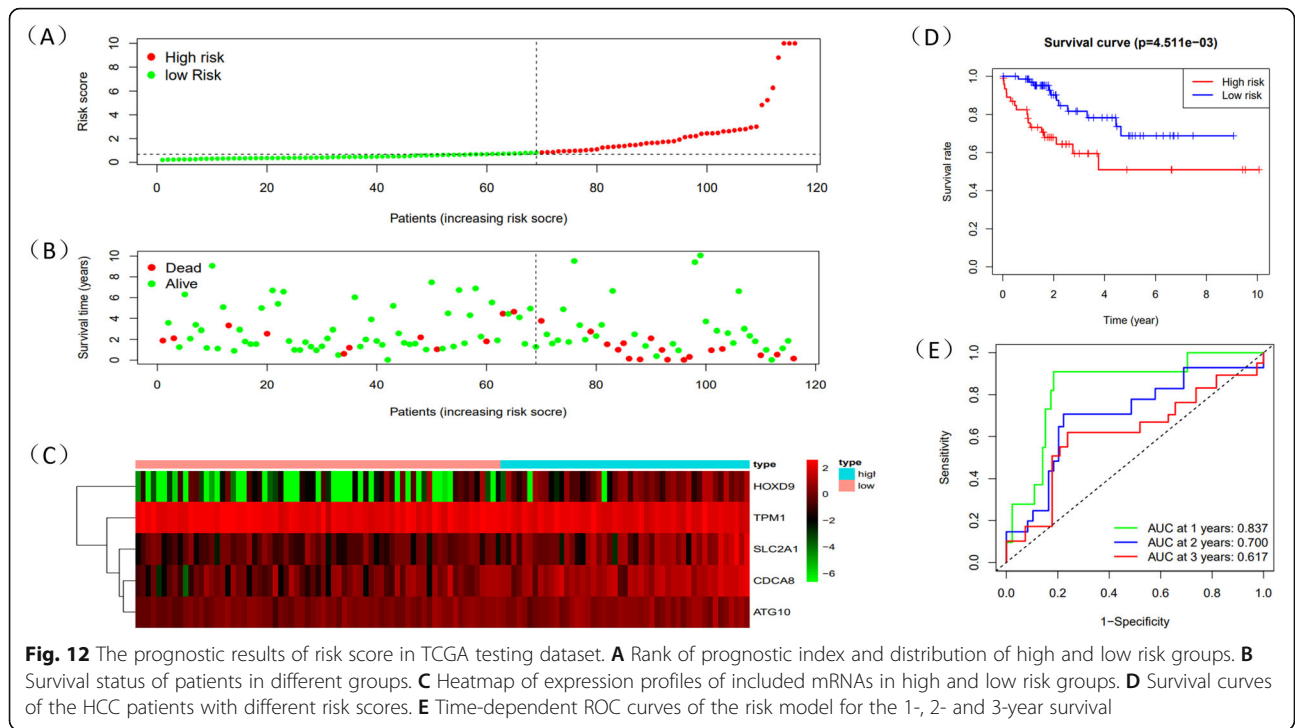 (A)
10
8
6
4
2
0
Risk score
High risk
low Risk
0 20 40 60 80 100 120
Patients (increasing risk socre)
(B)
10
8
6
4
2
0
Survival time (years)
Dead
Alive
0 20 40 60 80 100 120
Patients (increasing risk socre)
(C)
type
HOXD9
TPM1
SLC2A1
CDCA8
ATG10
2
0
−2
−4
−6
type
high
low
(D)
Survival curve (p=4.511e−03)
High risk
Low risk
1.0
0.8
0.6
0.4
0.2
0.0
Survival rate
0 2 4 6 8 10
Time (year)
(E)
1.0
0.8
0.6
0.4
0.2
0.0
Sensitivity
AUC at 1 years: 0.837
AUC at 2 years: 0.700
AUC at 3 years: 0.617
0.0 0.2 0.4 0.6 0.8 1.0
1−Specificity
Fig. 12 The prognostic results of risk score in TCGA testing dataset. A Rank of prognostic index and distribution of high and low risk groups. B
Survival status of patients in different groups. C Heatmap of expression profiles of included mRNAs in high and low risk groups. D Survival curves
of the HCC patients with different risk scores. E Time-dependent ROC curves of the risk model for the 1-, 2- and 3-year survival